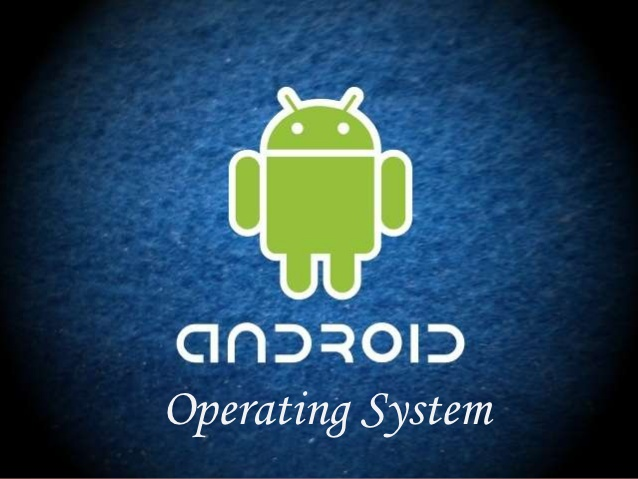 ANDROID
Operating System